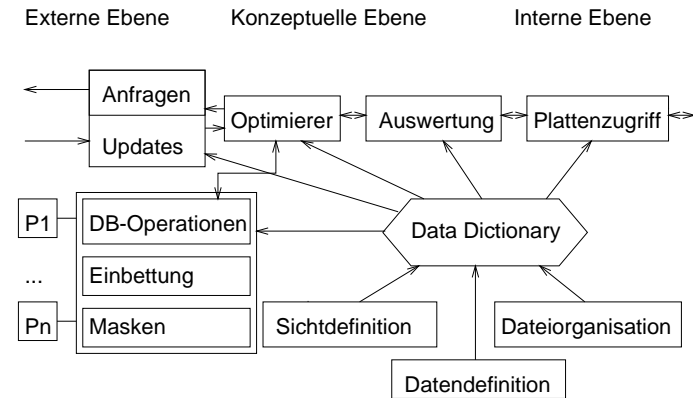 Externe Ebene
Konzeptuelle Ebene
Interne Ebene
Anfragen
Updates
Optimierer
Auswertung
Plattenzugriff
P1
DB-Operationen
Data Dictionary
...
Einbettung
Pn
Masken
Sichtdefinition
Dateiorganisation
Datendefinition